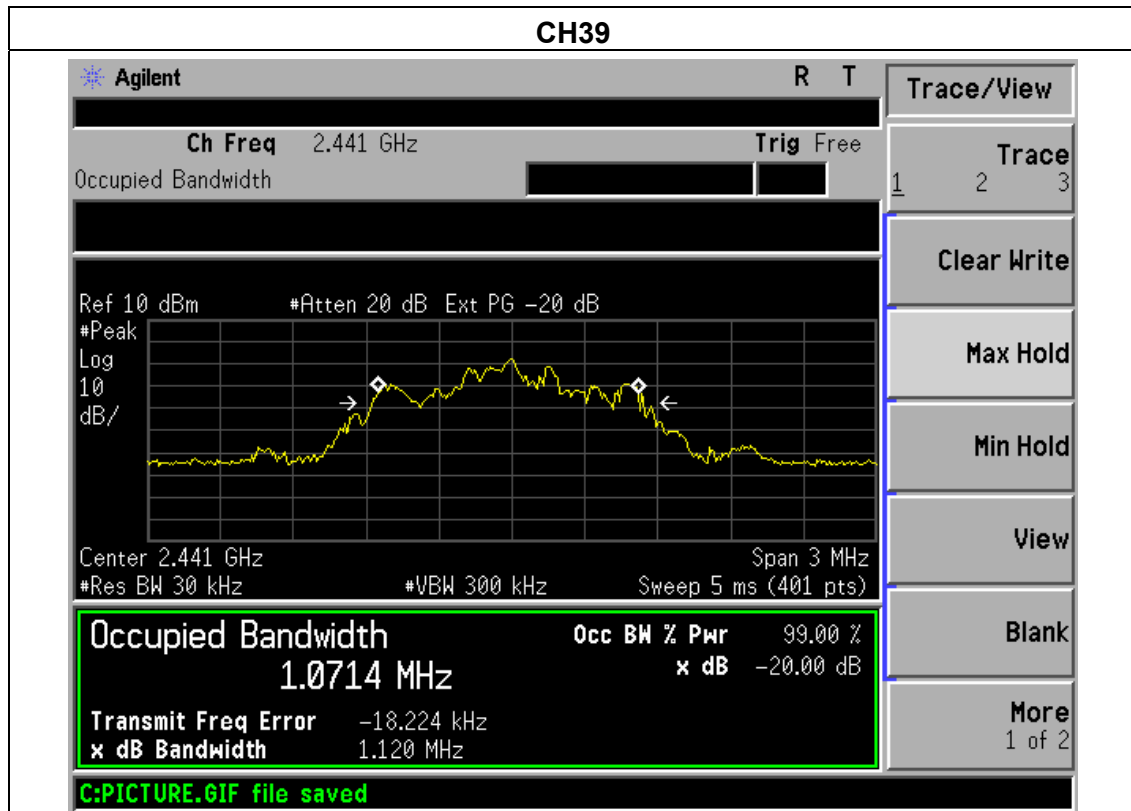 CH39
Agilent R T
Trace/View
Ch Freq 2.441 GHz Trig Free
Occupied Bandwidth
Trace
1 2 3
Clear Write
Ref 10 dBm #Atten 20 dB Ext PG -20 dB
#Peak
Log
10
dB/
Max Hold
Min Hold
View
Center 2.441 GHz Span 3 MHz
#Res BW 30 kHz #VBW 300 kHz Sweep 5 ms (401 pts)
Occupied Bandwidth Occ BW % Pwr 99.00 %
1.0714 MHz x dB -20.00 dB
Blank
Transmit Freq Error -18.224 kHz
x dB Bandwidth 1.120 MHz
More
1 of 2
C:PICTURE.GIF file saved